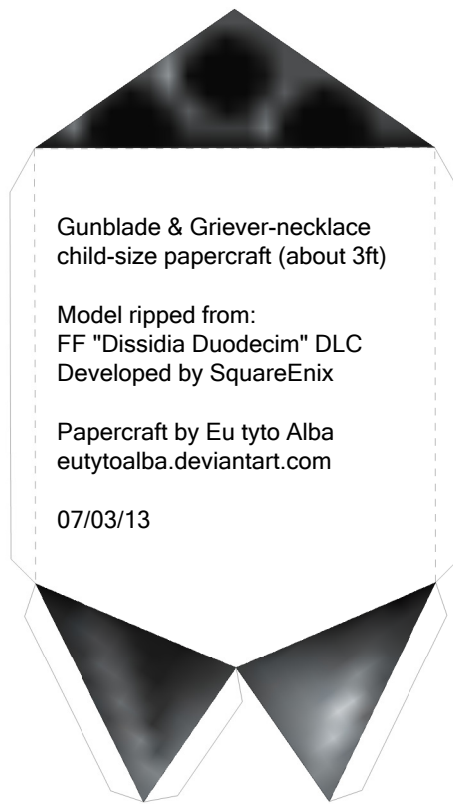 Gunblade & Griever-necklace
child-size papercraft (about 3ft)
Model ripped from:
FF "Dissidia Duodecim" DLC
Developed by SquareEnix
Papercraft by Eu tyto Alba
eutytoalba.deviantart.com
07/03/13